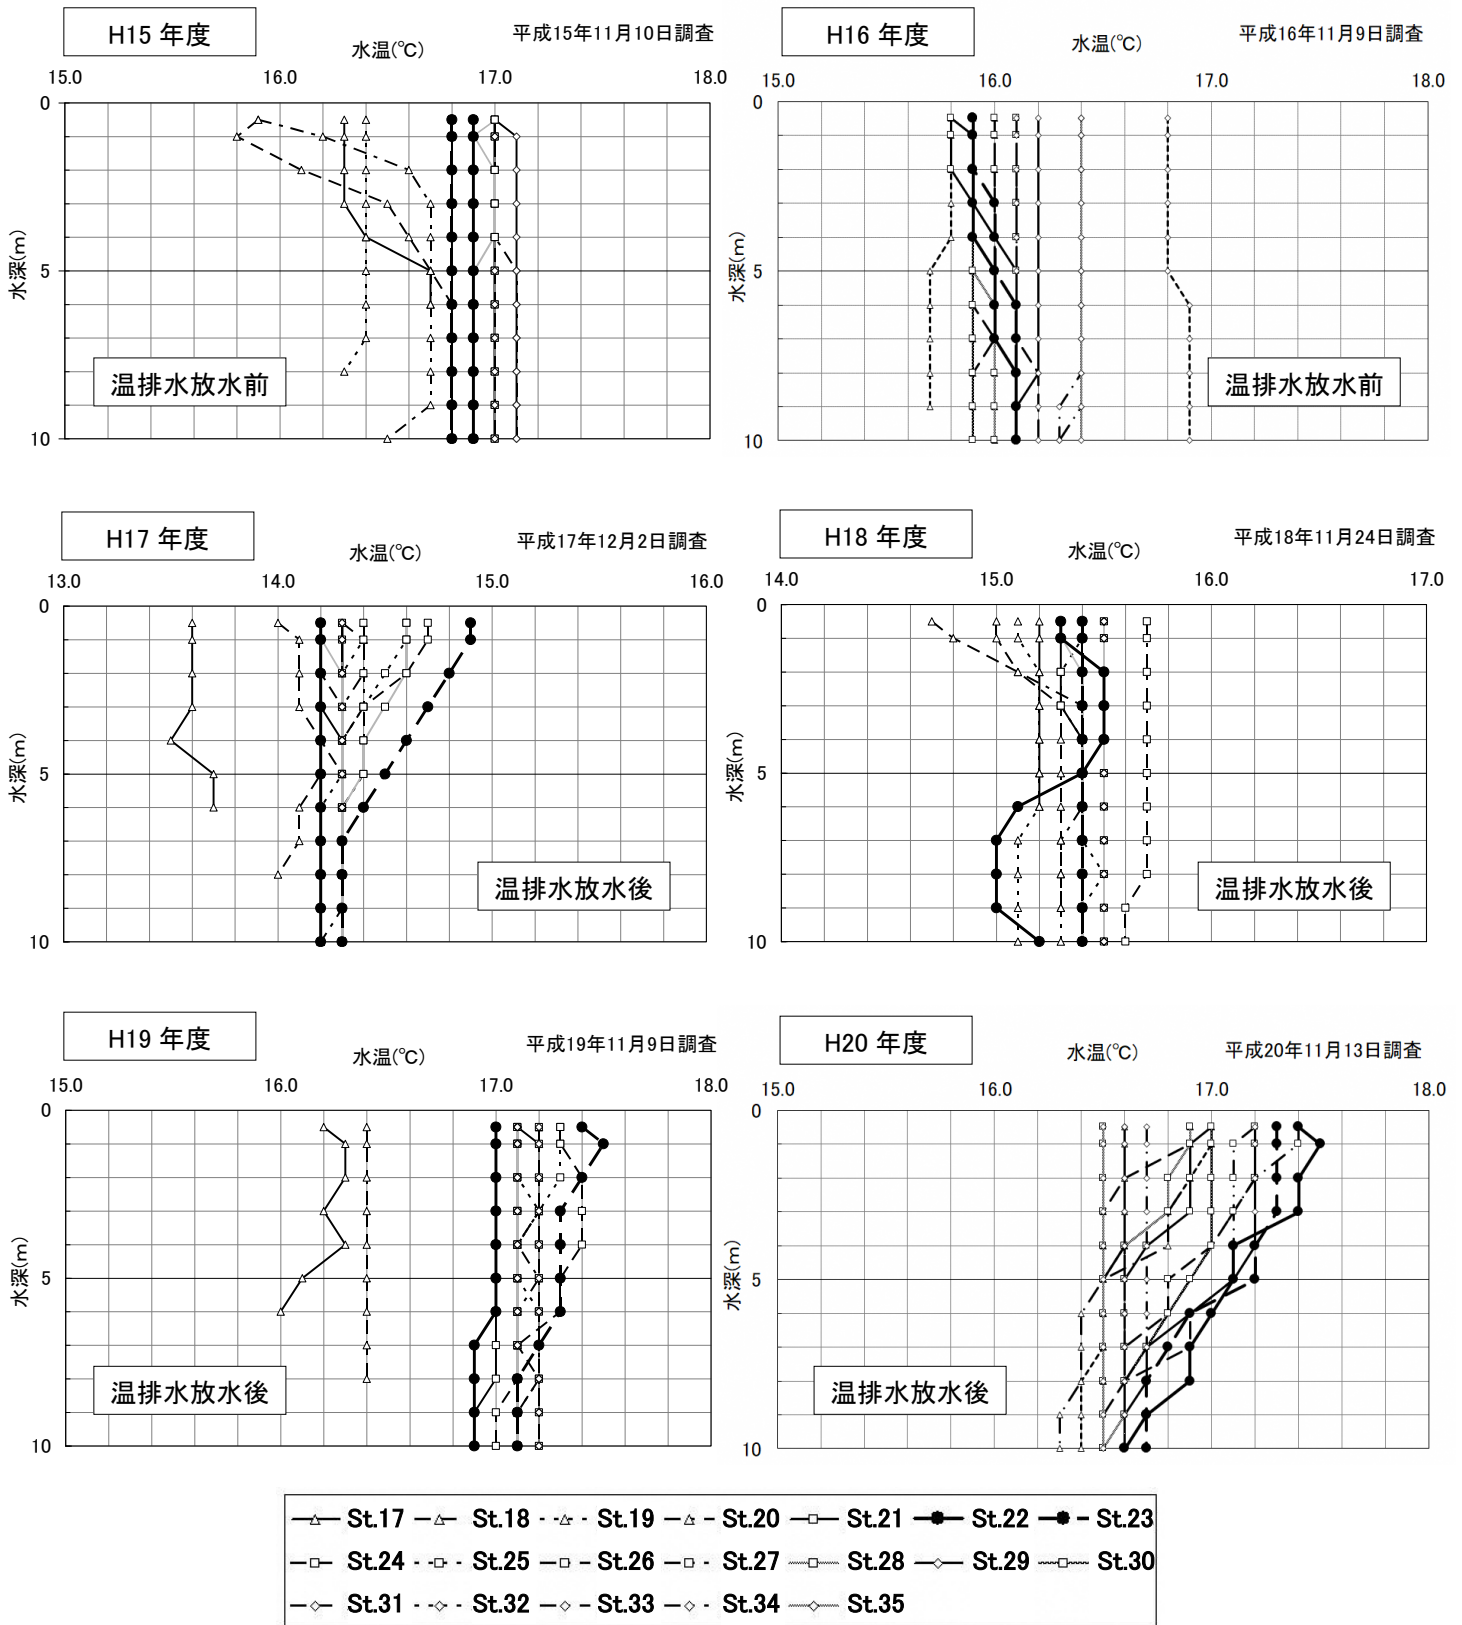 H15 年度
水温(℃)
平成15年11月10日調査
15.0 16.0 17.0 18.0
0
5
10
水深(m)
温排水放水前
H16 年度
水温(℃)
平成16年11月9日調査
15.0 16.0 17.0 18.0
0
5
10
水深(m)
温排水放水前
H17 年度
水温(℃)
平成17年12月2日調査
13.0 14.0 15.0 16.0
0
5
10
水深(m)
温排水放水後
H18 年度
水温(℃)
平成18年11月24日調査
14.0 15.0 16.0 17.0
0
5
10
水深(m)
温排水放水後
H19 年度
水温(℃)
平成19年11月9日調査
15.0 16.0 17.0 18.0
0
5
10
水深(m)
温排水放水後
H20 年度
水温(℃)
平成20年11月13日調査
15.0 16.0 17.0 18.0
0
5
10
水深(m)
温排水放水後
St.17 St.18 St.19 St.20 St.21 St.22 St.23
St.24 St.25 St.26 St.27 St.28 St.29 St.30
St.31 St.32 St.33 St.34 St.35